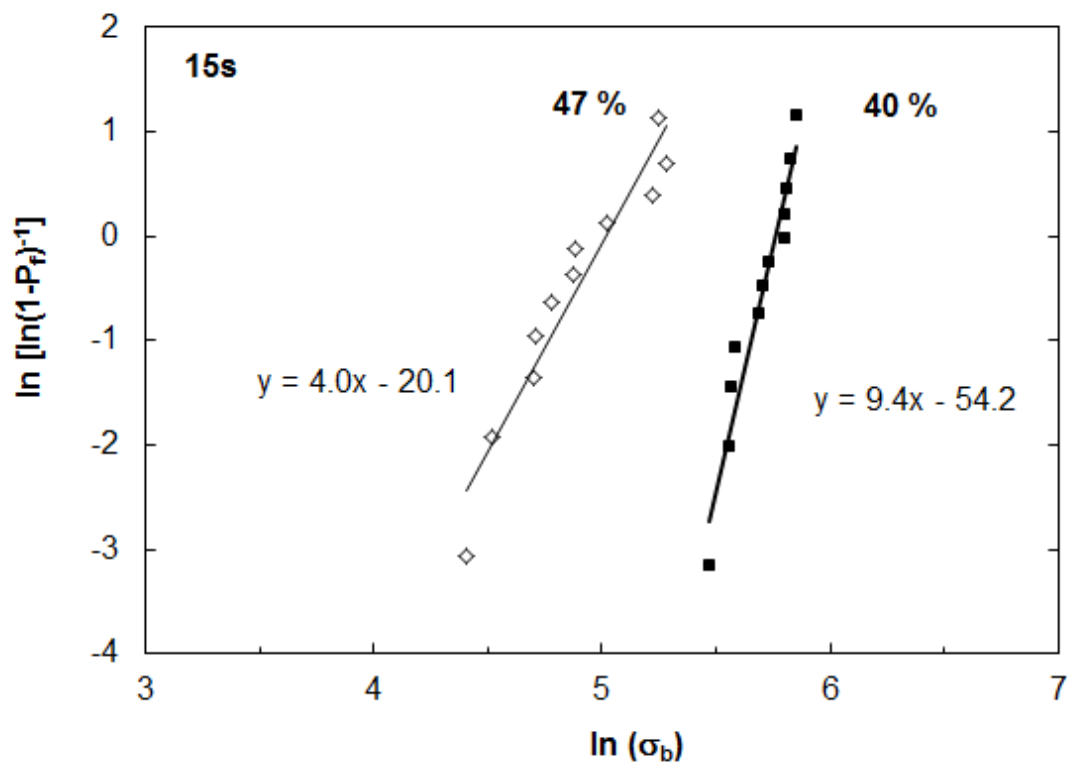 2
15s
47 %
40 %
1
0
-1
-2
-3
-4
ln [ln(1-Pf)-1]
y = 4.0x - 20.1
y = 9.4x - 54.2
3
4
5
6
7
ln (σb)